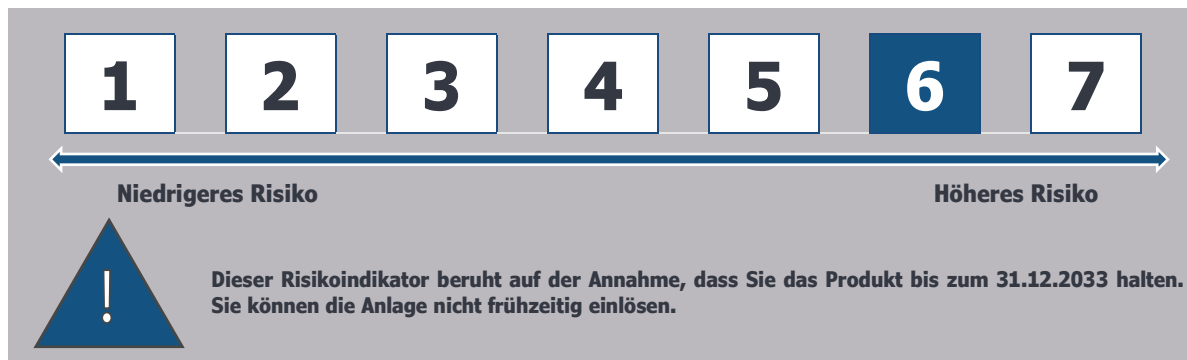 1 2 3 4 5 6 7
Niedrigeres Risiko Höheres Risiko
!
Dieser Risikoindikator beruht auf der Annahme, dass Sie das Produkt bis zum 31.12.2033 halten.
Sie können die Anlage nicht frühzeitig einlösen.